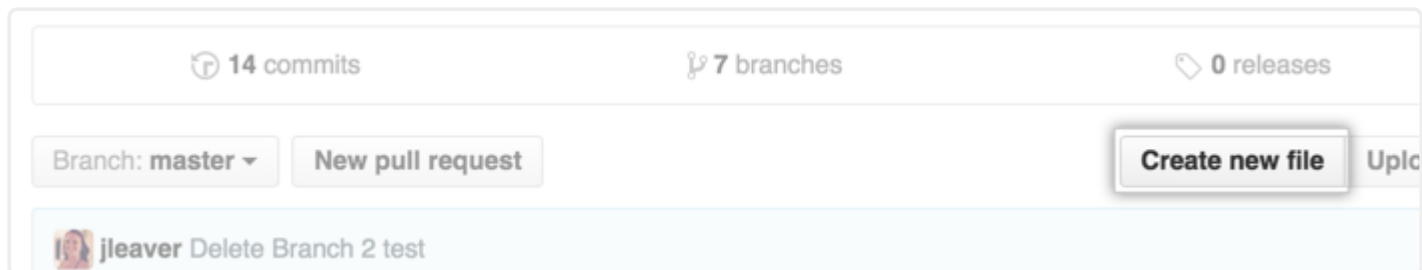 14 commits 7 branches 0 releases
Branch: master New pull request Create new file Uplo
jleaver Delete Branch 2 test